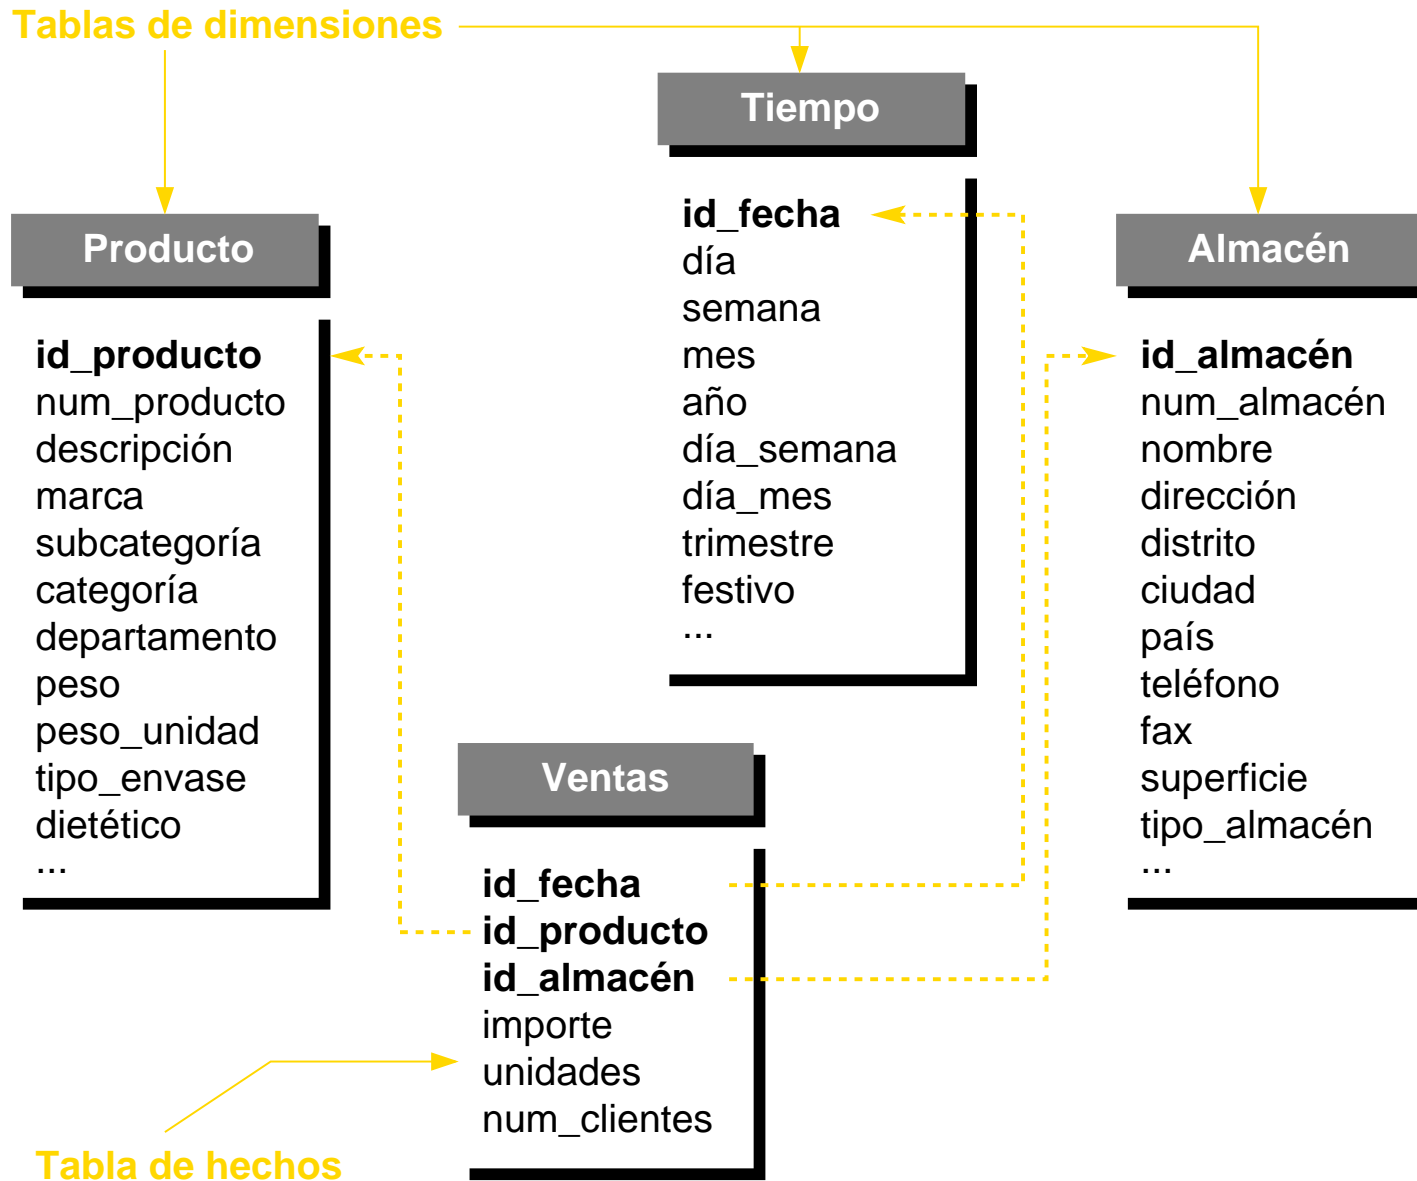 Tablas de dimensiones
Tiempo
id_fecha
día
semana
mes
año
día_semana
día_mes
trimestre
festivo
...
Producto
id_producto
num_producto
descripción
marca
subcategoría
categoría
departamento
peso
peso_unidad
tipo_envase
dietético
...
Almacén
id_almacén
num_almacén
nombre
dirección
distrito
ciudad
país
teléfono
fax
superficie
tipo_almacén
...
Ventas
id_fecha
id_producto
id_almacén
importe
unidades
num_clientes
Tabla de hechos